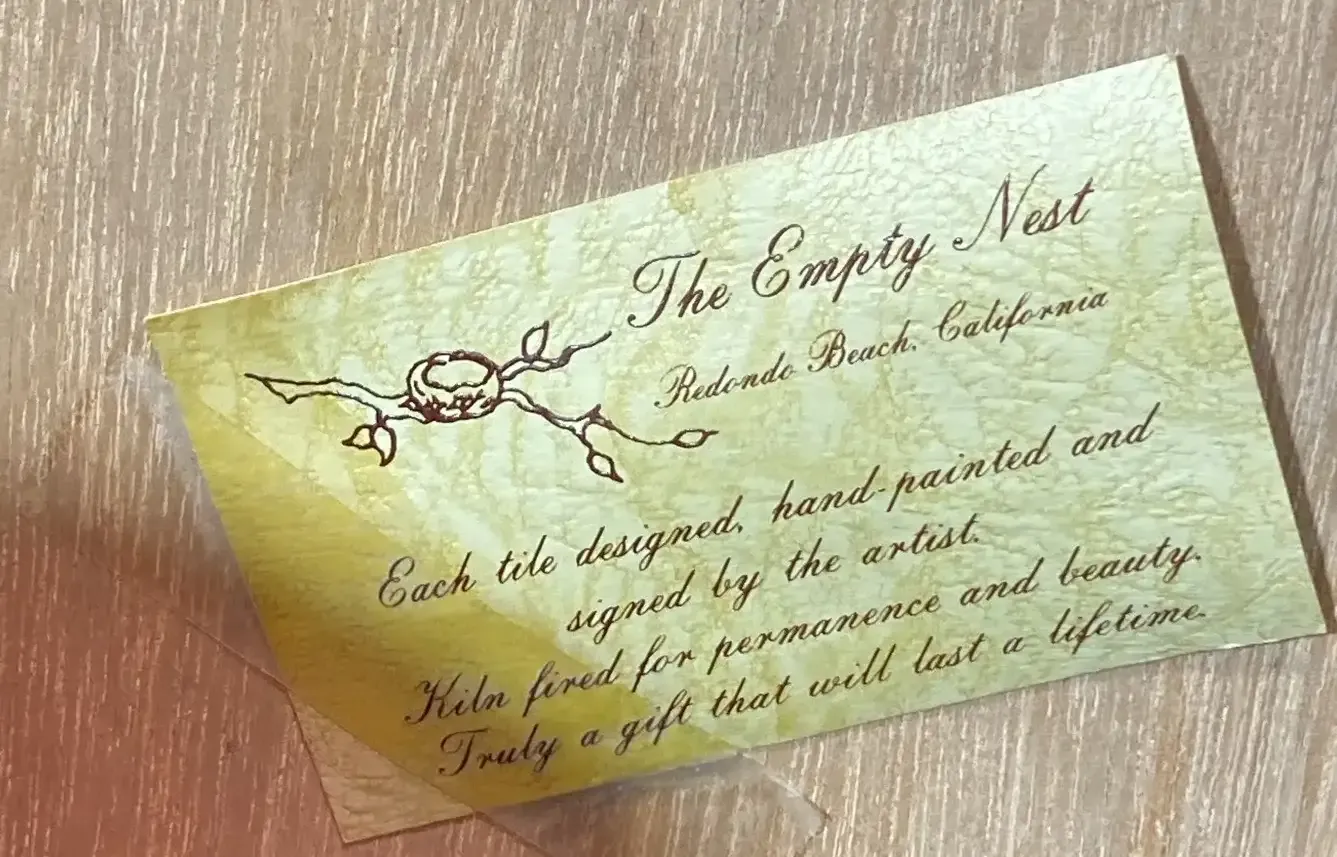 The Empty Nest
Redondo Beach, California
Each tile designed, hand-painted and
signed by the artist.
Kiln fired for permanence and beauty.
Truly a gift that will last a lifetime.